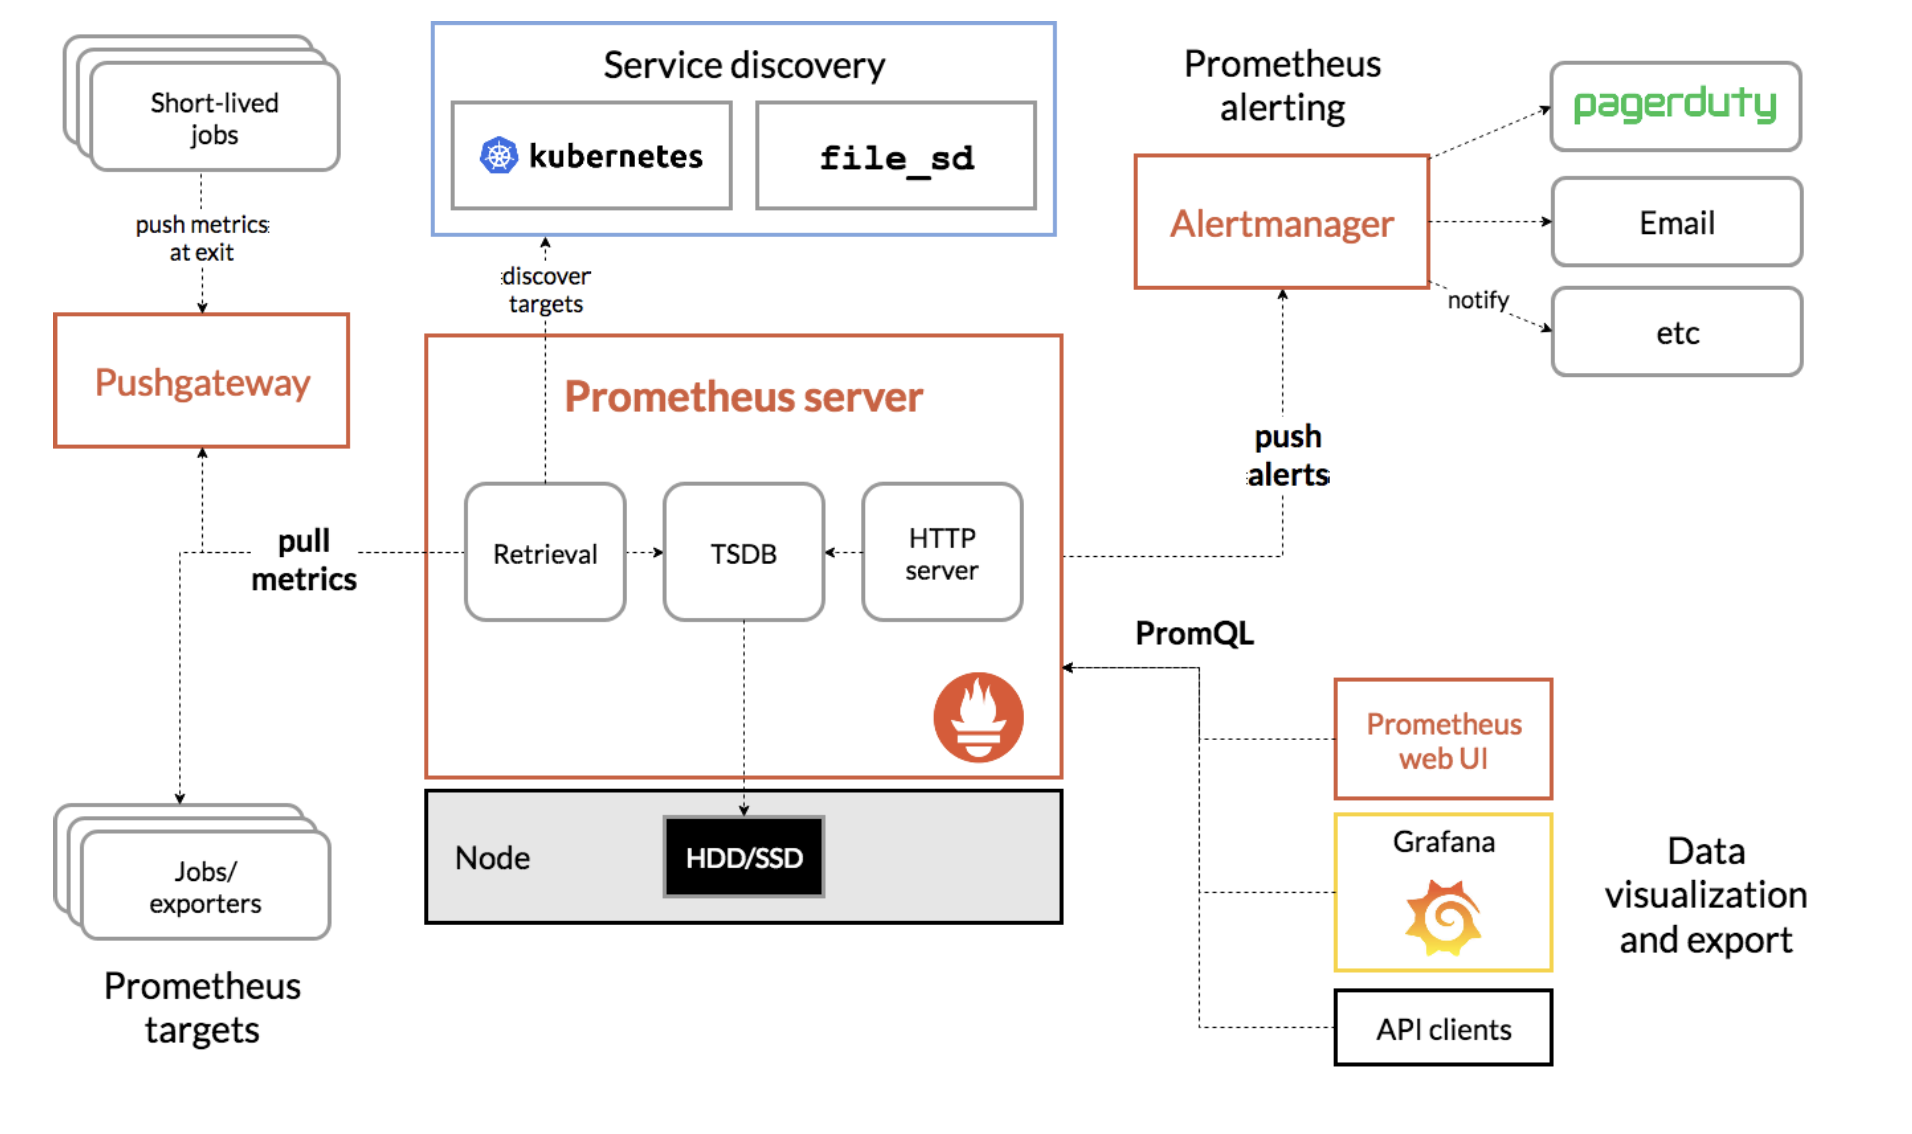 Short-lived
jobs
push metrics
at exit
Pushgateway
pull
metrics
Jobs/
exporters
Prometheus
targets
Service discovery
kubernetes
file_sd
discover
targets
Prometheus server
Retrieval
TSDB
HTTP
server
Node
HDD/SSD
Prometheus
alerting
Alertmanager
pagerduty
Email
notify
etc
push
alerts
PromQL
Prometheus
web UI
Grafana
API clients
Data
visualization
and export